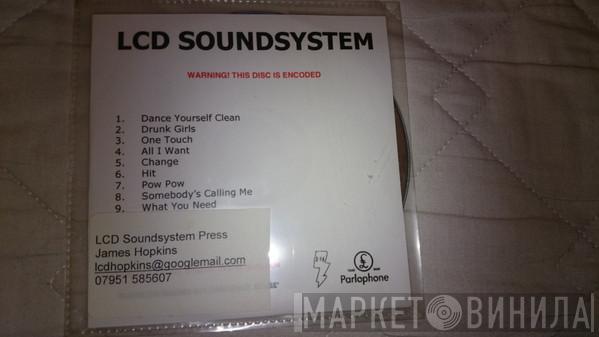 LCD SOUNDSYSTEM
WARNING! THIS DISC IS ENCODED
1. Dance Yourself Clean
2. Drunk Girls
3. One Touch
4. All I Want
5. Change
6. Hit
7. Pow Pow
8. Somebody's Calling Me
9. What You Need
LCD Soundsystem Press
James Hopkins
lcdhopkins@googlemail.com
07951 585607
£
Parlophone
МАРКЕТ ВИНИЛА